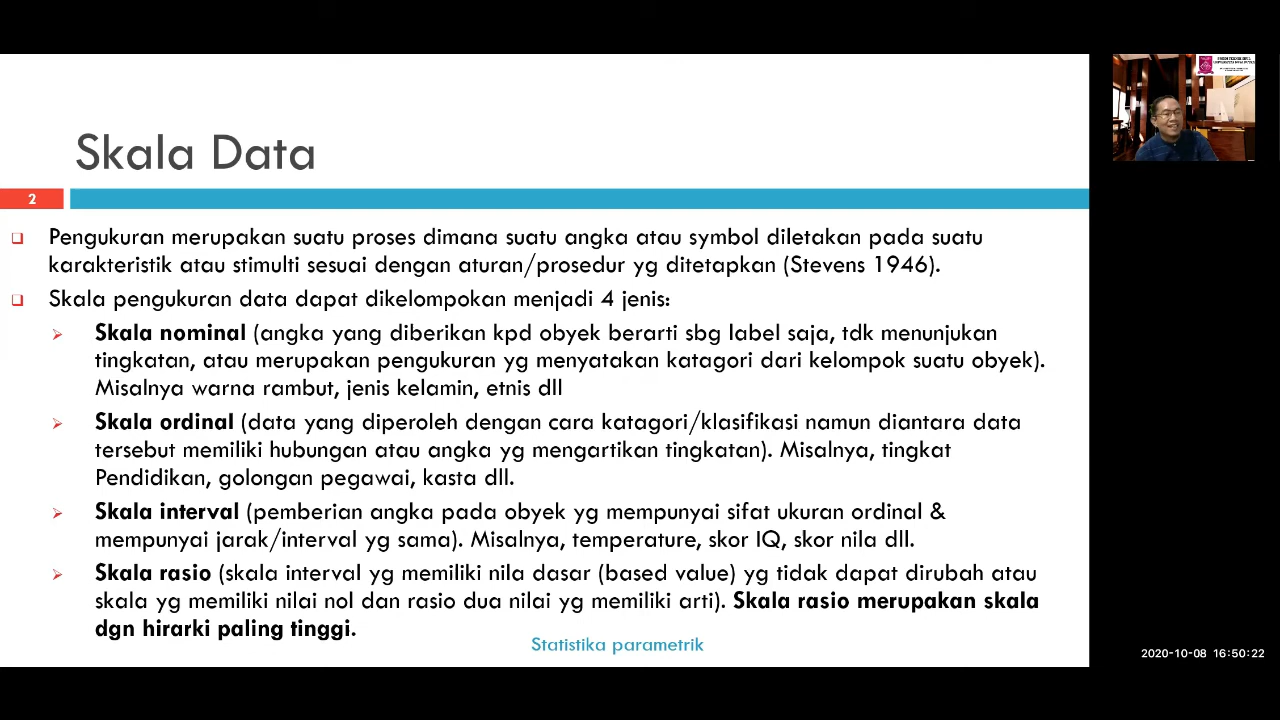 Skala Data
2
Pengukuran merupakan suatu proses dimana suatu angka atau symbol diletakan pada suatu
karakteristik atau stimulti sesuai dengan aturan/prosedur yg ditetapkan (Stevens 1946).
Skala pengukuran data dapat dikelompokan menjadi 4 jenis:
Skala nominal (angka yang diberikan kpd obyek berarti sbg label saja, tdk menunjukan
tingkatan, atau merupakan pengukuran yg menyatakan katagori dari kelompok suatu obyek).
Misalnya warna rambut, jenis kelamin, etnis dll
Skala ordinal (data yang diperoleh dengan cara katagori/klasifikasi namun diantara data
tersebut memiliki hubungan atau angka yg mengartikan tingkatan). Misalnya, tingkat
Pendidikan, golongan pegawai, kasta dll.
Skala interval (pemberian angka pada obyek yg mempunyai sifat ukuran ordinal &
mempunyai jarak/interval yg sama). Misalnya, temperature, skor IQ, skor nila dll.
Skala rasio (skala interval yg memiliki nila dasar (based value) yg tidak dapat dirubah atau
skala yg memiliki nilai nol dan rasio dua nilai yg memiliki arti). Skala rasio merupakan skala
dgn hirarki paling tinggi.
Statistika parametrik
2020-10-08 16:50:22